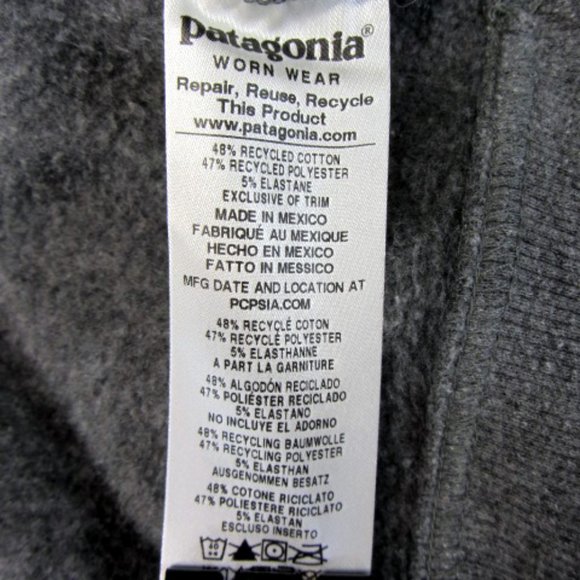 patagonia®
WORN WEAR
Repair, Reuse, Recycle
This Product
www.patagonia.com
48% RECYCLED COTTON
47% RECYCLED POLYESTER
5% ELASTANE
EXCLUSIVE OF TRIM
MADE IN MEXICO
FABRIQUÉ AU MEXIQUE
HECHO EN MEXICO
FATTO IN MESSICO
MFG DATE AND LOCATION AT
PCPSIA.COM
48% RECYCLÉ COTON
47% RECYCLÉ POLYESTER
5% ELASTHANNE
A PART LA GARNITURE
48% ALGODÓN RECICLADO
47% POLIÉSTER RECICLADO
5% ELASTANO
NO INCLUYE EL ADORNO
48% RECYCLING BAUMWOLLE
47% RECYCLING POLYESTER
5% ELASTHAN
AUSGENOMMEN BESATZ
48% COTONE RICICLATO
47% POLIESTERE RICICLATO
5% ELASTAN
ESCLUSO INSERTO